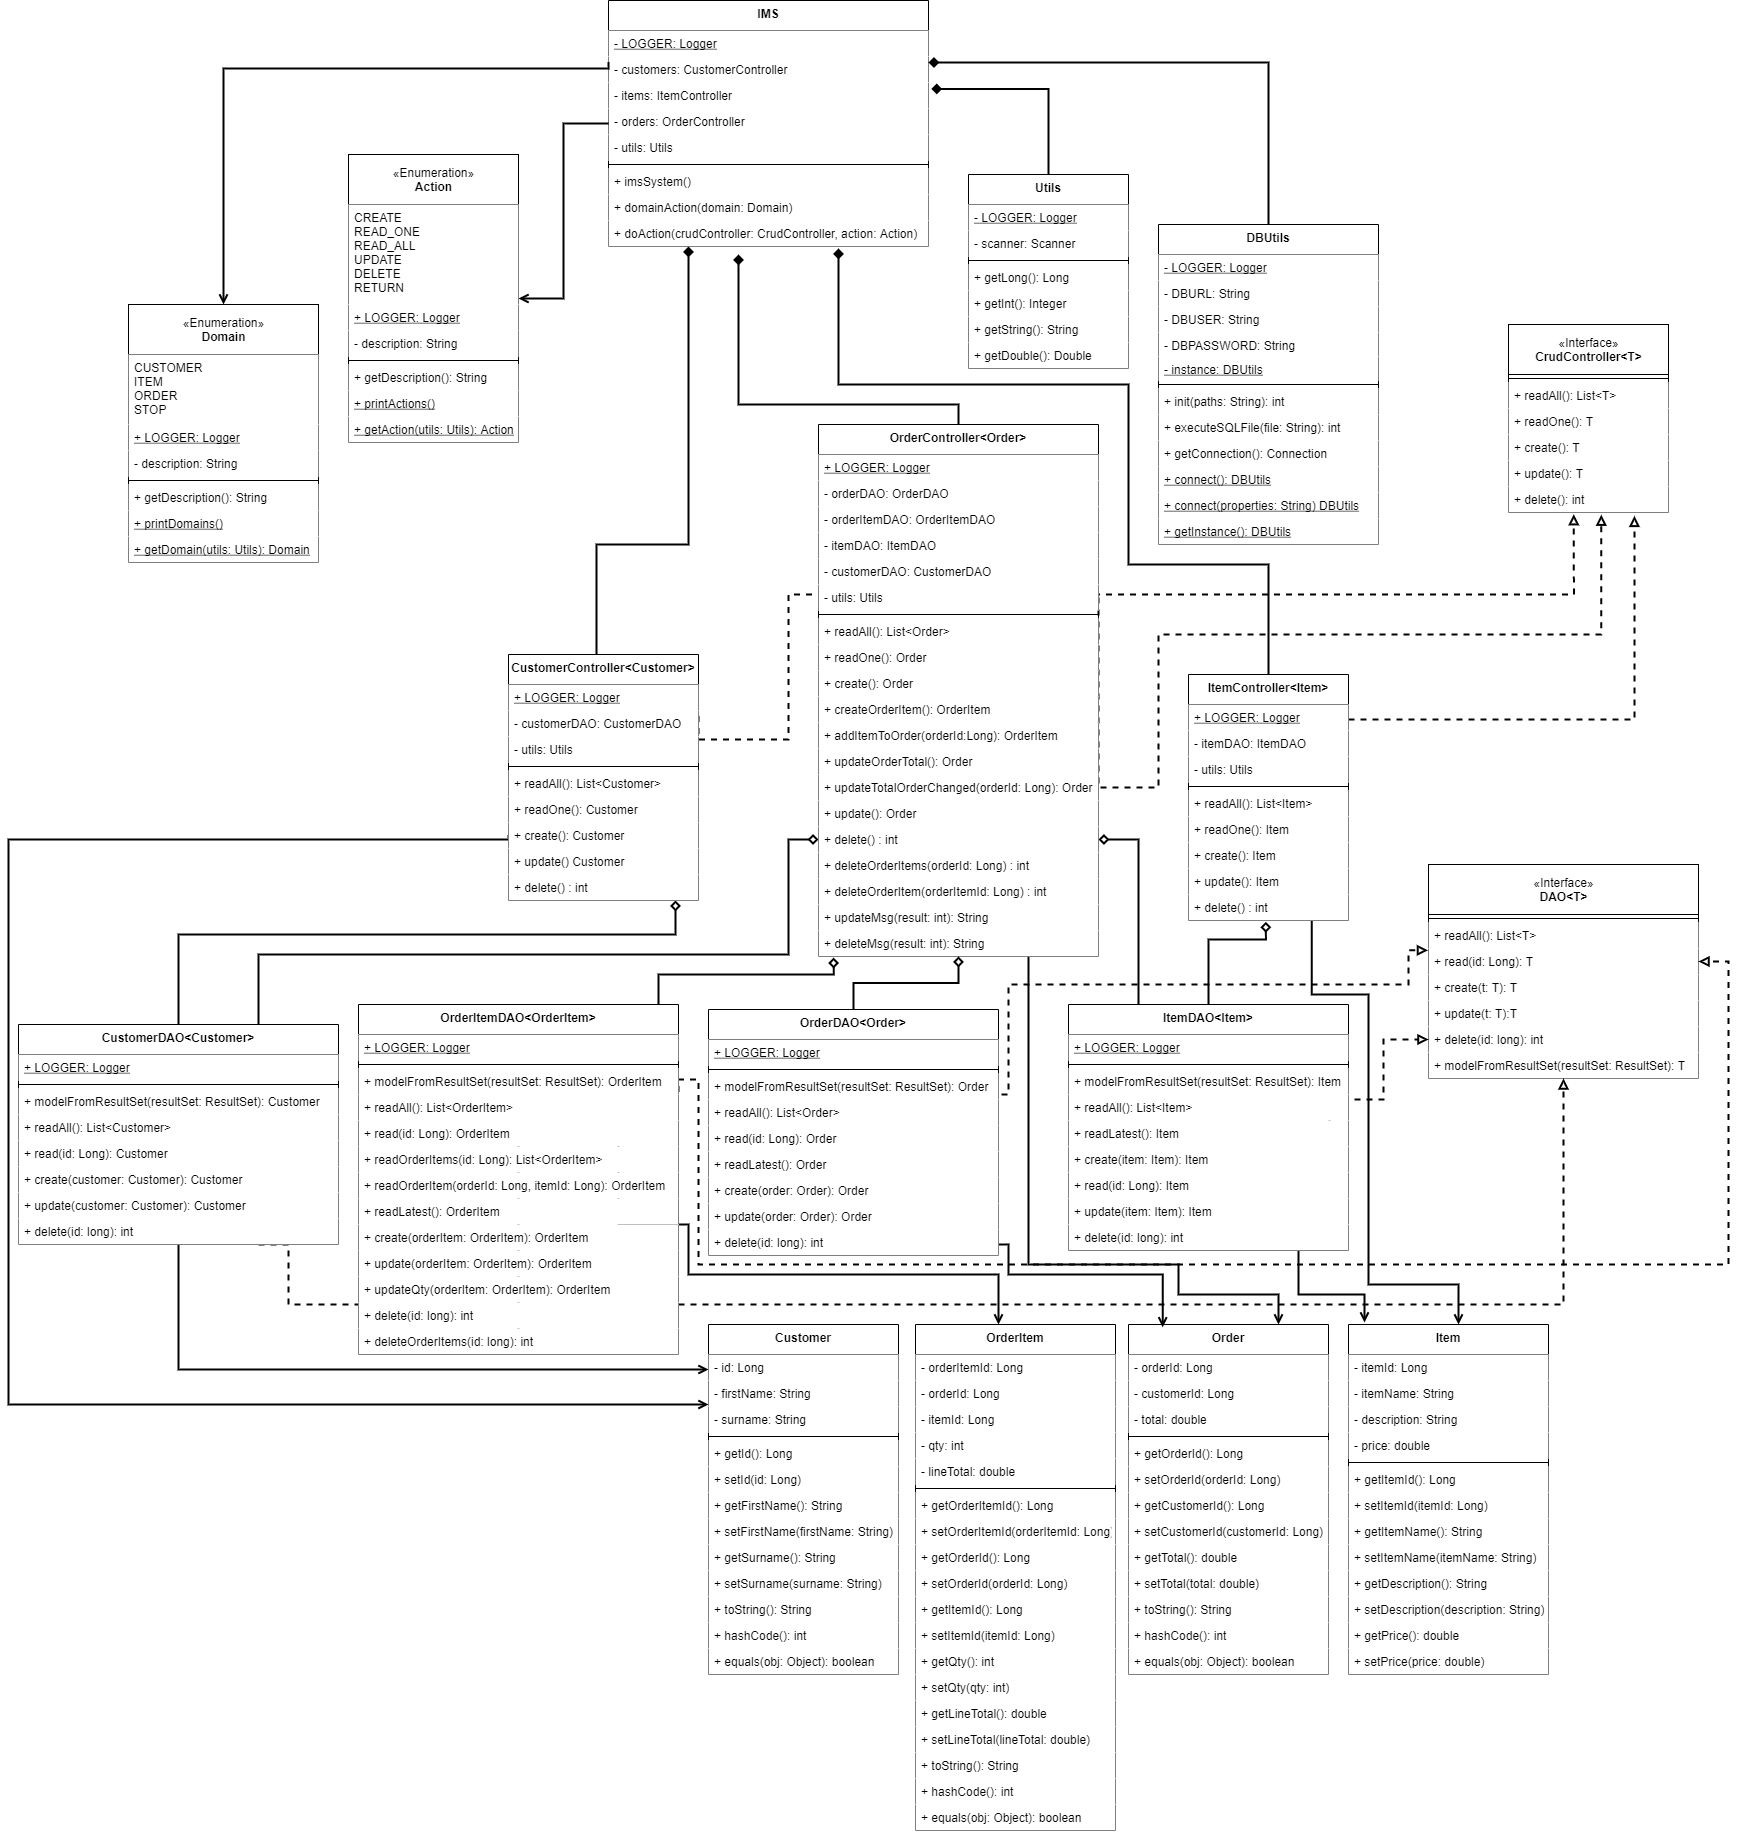 IMS
- LOGGER: Logger
- customers: CustomerController
- items: ItemController
- orders: OrderController
- utils: Utils
+ imsSystem()
+ domainAction(domain: Domain)
+ doAction(crudController: CrudController, action: Action)
«Enumeration»
Action
CREATE
READ_ONE
READ_ALL
UPDATE
DELETE
RETURN
+ LOGGER: Logger
- description: String
+ getDescription(): String
+ printActions()
+ getAction(utils: Utils): Action
Utils
- LOGGER: Logger
- scanner: Scanner
+ getLong(): Long
+ getInt(): Integer
+ getString(): String
+ getDouble(): Double
DBUtils
- LOGGER: Logger
- DBURL: String
- DBUSER: String
- DBPASSWORD: String
- instance: DBUtils
+ init(paths: String): int
+ executeSQLFile(file: String): int
+ getConnection(): Connection
+ connect(): DBUtils
+ connect(properties: String) DBUtils
+ getInstance(): DBUtils
«Enumeration»
Domain
CUSTOMER
ITEM
ORDER
STOP
+ LOGGER: Logger
- description: String
+ getDescription(): String
+ printDomains()
+ getDomain(utils: Utils): Domain
«Interface»
CrudController<T>
+ readAll(): List<T>
+ readOne(): T
+ create(): T
+ update(): T
+ delete(): int
OrderController<Order>
+ LOGGER: Logger
- orderDAO: OrderDAO
- orderItemDAO: OrderItemDAO
- itemDAO: ItemDAO
- customerDAO: CustomerDAO
- utils: Utils
+ readAll(): List<Order>
+ readOne(): Order
+ create(): Order
+ createOrderItem(): OrderItem
+ addItemToOrder(orderId:Long): OrderItem
+ updateOrderTotal(): Order
+ updateTotalOrderChanged(orderId: Long): Order
+ update(): Order
+ delete() : int
+ deleteOrderItems(orderId: Long) : int
+ deleteOrderItem(orderItemId: Long) : int
+ updateMsg(result: int): String
+ deleteMsg(result: int): String
CustomerController<Customer>
+ LOGGER: Logger
- customerDAO: CustomerDAO
- utils: Utils
+ readAll(): List<Customer>
+ readOne(): Customer
+ create(): Customer
+ update() Customer
+ delete() : int
ItemController<Item>
+ LOGGER: Logger
- itemDAO: ItemDAO
- utils: Utils
+ readAll(): List<Item>
+ readOne(): Item
+ create(): Item
+ update(): Item
+ delete() : int
«Interface»
DAO<T>
+ readAll(): List<T>
+ read(id: Long): T
+ create(t: T): T
+ update(t: T):T
+ delete(id: long): int
+ modelFromResultSet(resultSet: ResultSet): T
CustomerDAO<Customer>
+ LOGGER: Logger
+ modelFromResultSet(resultSet: ResultSet): Customer
+ readAll(): List<Customer>
+ read(id: Long): Customer
+ create(customer: Customer): Customer
+ update(customer: Customer): Customer
+ delete(id: long): int
OrderItemDAO<OrderItem>
+ LOGGER: Logger
+ modelFromResultSet(resultSet: ResultSet): OrderItem
+ readAll(): List<OrderItem>
+ read(id: Long): OrderItem
+ readOrderItems(id: Long): List<OrderItem>
+ readOrderItem(orderId: Long, itemId: Long): OrderItem
+ readLatest(): OrderItem
+ create(orderItem: OrderItem): OrderItem
+ update(orderItem: OrderItem): OrderItem
+ updateQty(orderItem: OrderItem): OrderItem
+ delete(id: long): int
+ deleteOrderItems(id: long): int
OrderDAO<Order>
+ LOGGER: Logger
+ modelFromResultSet(resultSet: ResultSet): Order
+ readAll(): List<Order>
+ read(id: Long): Order
+ readLatest(): Order
+ create(order: Order): Order
+ update(order: Order): Order
+ delete(id: long): int
ItemDAO<Item>
+ LOGGER: Logger
+ modelFromResultSet(resultSet: ResultSet): Item
+ readAll(): List<Item>
+ readLatest(): Item
+ create(item: Item): Item
+ read(id: Long): Item
+ update(item: Item): Item
+ delete(id: long): int
Customer
- id: Long
- firstName: String
- surname: String
+ getId(): Long
+ setId(id: Long)
+ getFirstName(): String
+ setFirstName(firstName: String)
+ getSurname(): String
+ setSurname(surname: String)
+ toString(): String
+ hashCode(): int
+ equals(obj: Object): boolean
OrderItem
- orderItemId: Long
- orderId: Long
- itemId: Long
- qty: int
- lineTotal: double
+ getOrderItemId(): Long
+ setOrderItemId(orderItemId: Long)
+ getOrderId(): Long
+ setOrderId(orderId: Long)
+ getItemId(): Long
+ setItemId(itemId: Long)
+ getQty(): int
+ setQty(qty: int)
+ getLineTotal(): double
+ setLineTotal(lineTotal: double)
+ toString(): String
+ hashCode(): int
+ equals(obj: Object): boolean
Order
- orderId: Long
- customerId: Long
- total: double
+ getOrderId(): Long
+ setOrderId(orderId: Long)
+ getCustomerId(): Long
+ setCustomerId(customerId: Long)
+ getTotal(): double
+ setTotal(total: double)
+ toString(): String
+ hashCode(): int
+ equals(obj: Object): boolean
Item
- itemId: Long
- itemName: String
- description: String
- price: double
+ getItemId(): Long
+ setItemId(itemId: Long)
+ getItemName(): String
+ setItemName(itemName: String)
+ getDescription(): String
+ setDescription(description: String)
+ getPrice(): double
+ setPrice(price: double)